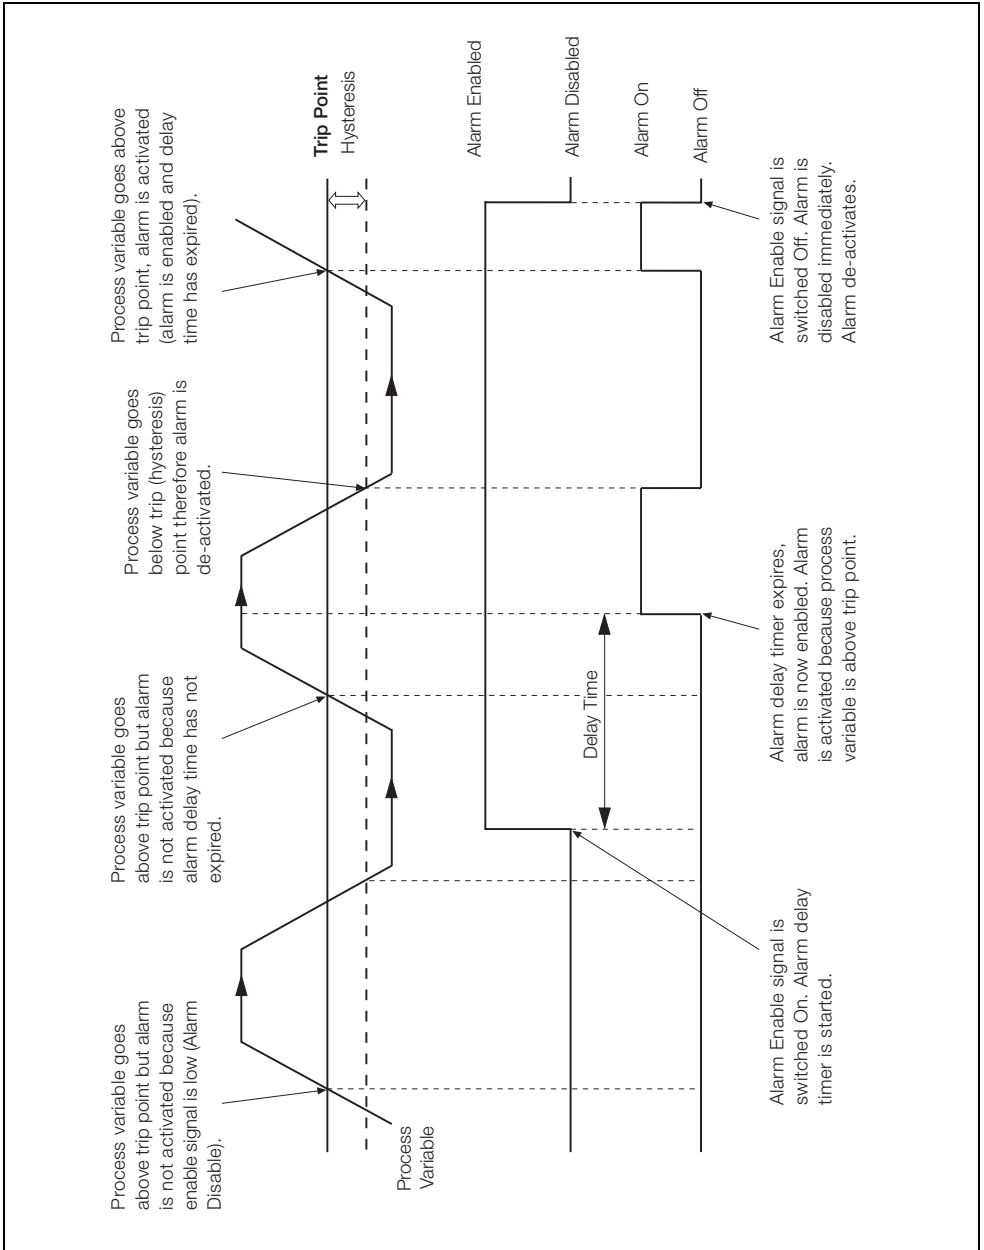 Process variable goes
above trip point but alarm
is not activated because
enable signal is low (Alarm
Disable).
Process variable goes
above trip point but alarm
is not activated because
alarm delay time has not
expired.
Process variable goes
below trip (hysteresis)
point therefore alarm is
de-activated.
Process variable goes above
trip point, alarm is activated
(alarm is enabled and delay
time has expired).
Trip Point
Hysteresis
Process
Variable
Alarm Enabled
Alarm Disabled
Delay Time
Alarm On
Alarm Off
Alarm Enable signal is
switched On. Alarm delay
timer is started.
Alarm delay timer expires,
alarm is now enabled. Alarm
is activated because process
variable is above trip point.
Alarm Enable signal is
switched Off. Alarm is
disabled immediately.
Alarm de-activates.